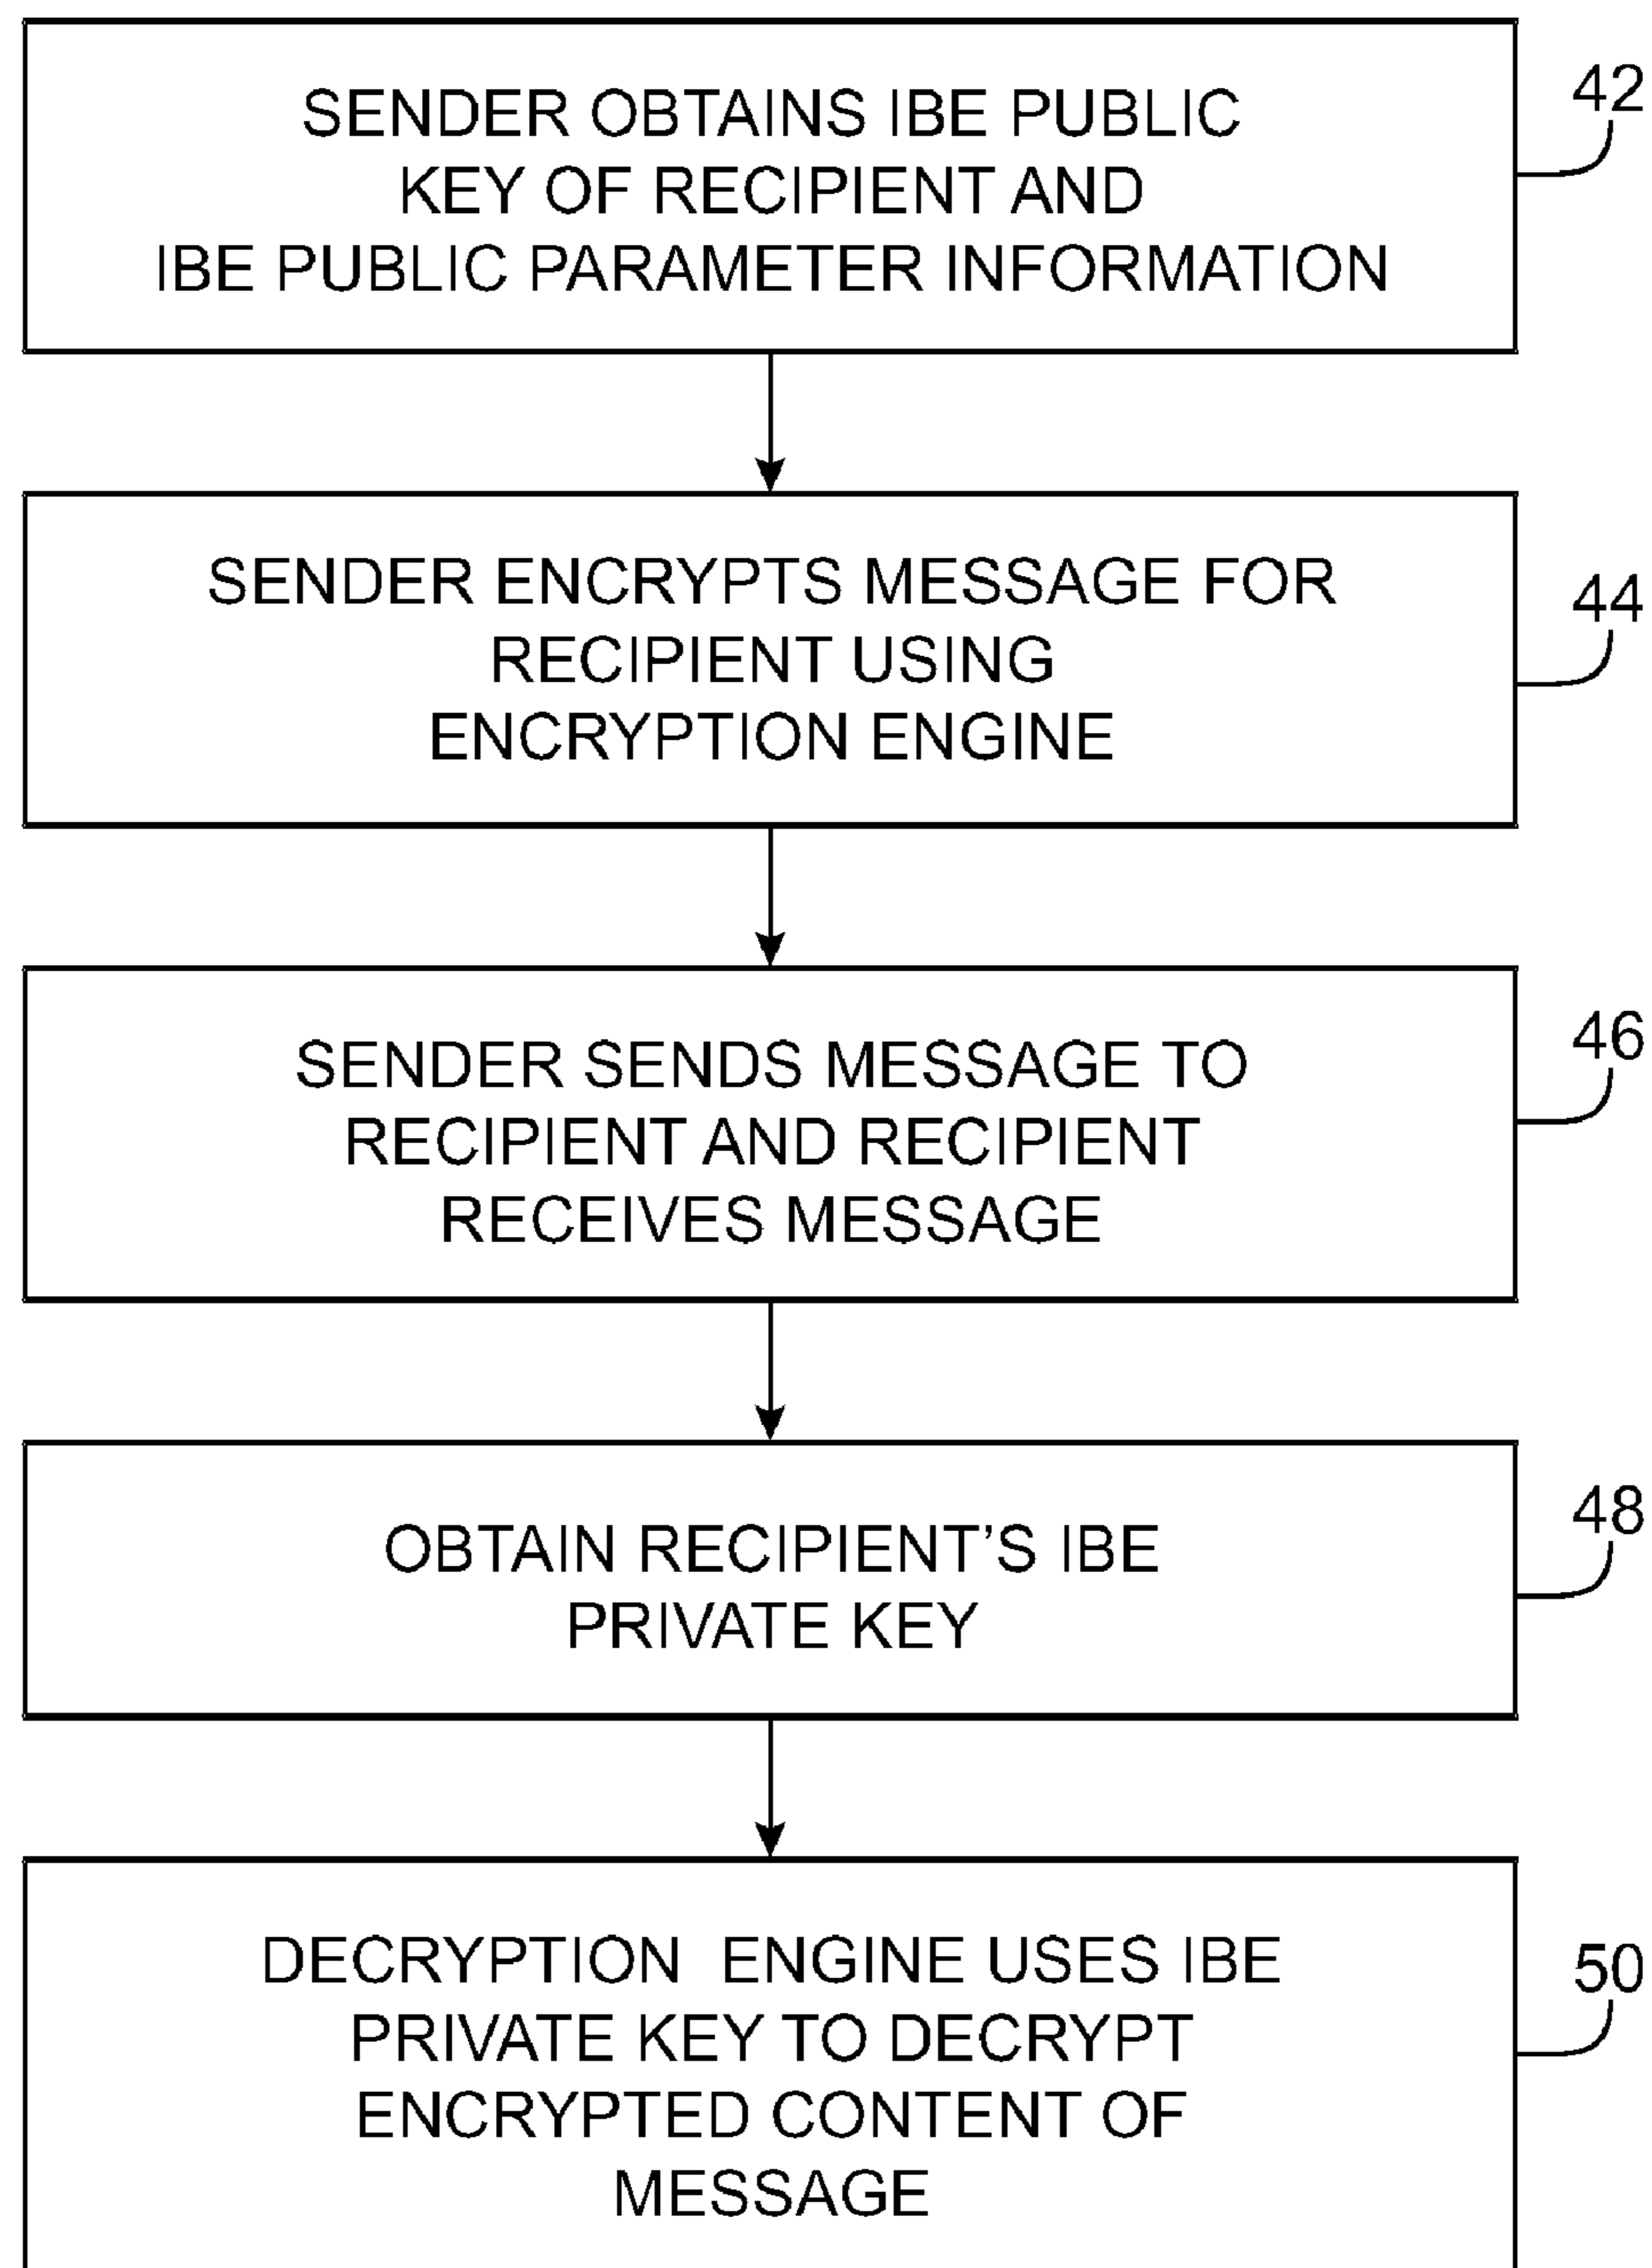 SENDER OBTAINS IBE PUBLIC
KEY OF RECIPIENT AND
IBE PUBLIC PARAMETER INFORMATION
42
SENDER ENCRYPTS MESSAGE FOR
RECIPIENT USING
ENCRYPTION ENGINE
44
SENDER SENDS MESSAGE TO
RECIPIENT AND RECIPIENT
RECEIVES MESSAGE
46
OBTAIN RECIPIENT’S IBE
PRIVATE KEY
48
DECRYPTION ENGINE USES IBE
PRIVATE KEY TO DECRYPT
ENCRYPTED CONTENT OF
MESSAGE
50